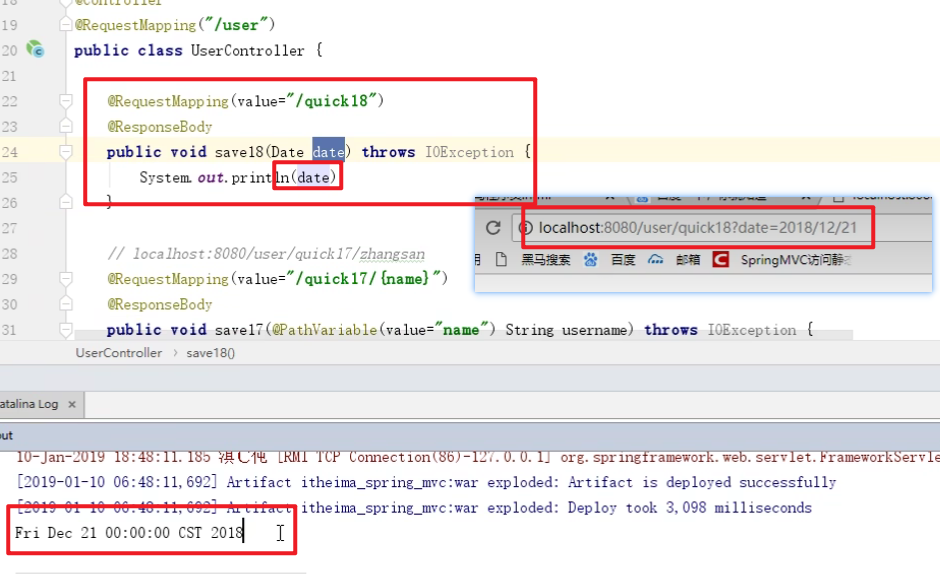 18 @Controller
19 @RequestMapping("/user")
20 public class UserController {
21
22 @RequestMapping(value="/quick18")
23 @ResponseBody
24 public void save18(Date date) throws IOException {
25 System.out.println(date)
26 }
27
28 // localhost:8080/user/quick17/zhangsan
29 @RequestMapping(value="/quick17/{name}")
30 @ResponseBody
31 public void save17(@PathVariable(value="name") String username) throws IOException {
localhost:8080/user/quick18?date=2018/12/21
黑马搜索 百度 邮箱 C SpringMVC访问静
UserController › save18()
atalina Log ×
out
10-Jan-2019 18:48:11.185 [RMI TCP Connection(86)-127.0.0.1] org.springframework.web.servlet.FrameworkServle
[2019-01-10 06:48:11,692] Artifact itheima_spring_mvc:war exploded: Artifact is deployed successfully
[2019-01-10 06:48:11,692] Artifact itheima_spring_mvc:war exploded: Deploy took 3,098 milliseconds
Fri Dec 21 00:00:00 CST 2018